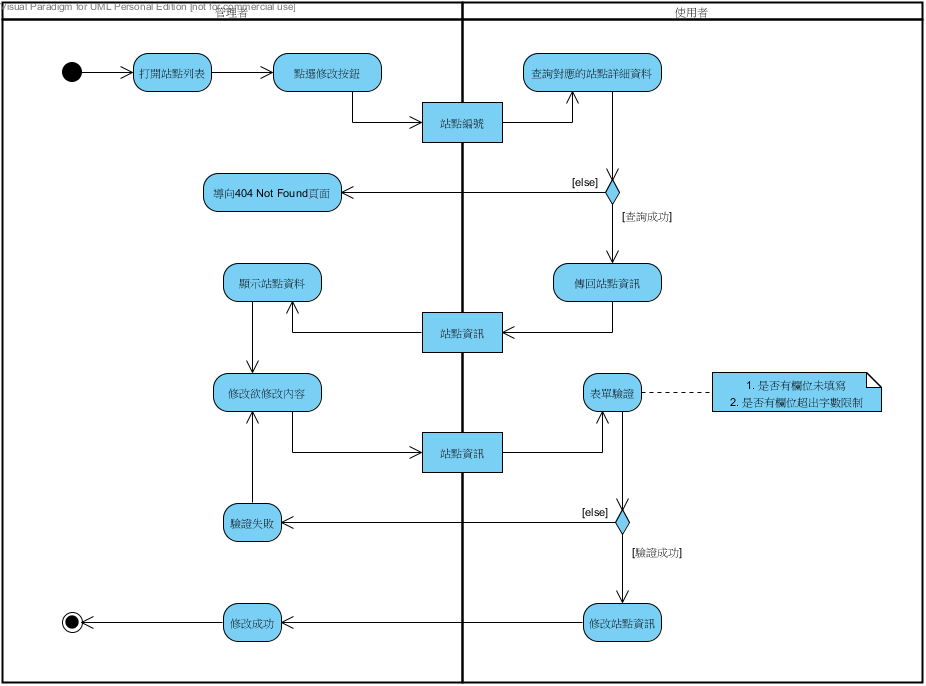 Visual Paradigm for UML Personal Edition [not for commercial use]
管理者
使用者
打開站點列表
點選修改按鈕
查詢對應的站點詳細資料
站點編號
[else]
導向404 Not Found頁面
[查詢成功]
顯示站點資料
傳回站點資訊
站點資訊
修改欲修改內容
表單驗證
1. 是否有欄位未填寫
2. 是否有欄位超出字數限制
站點資訊
[else]
驗證失敗
[驗證成功]
修改成功
修改站點資訊